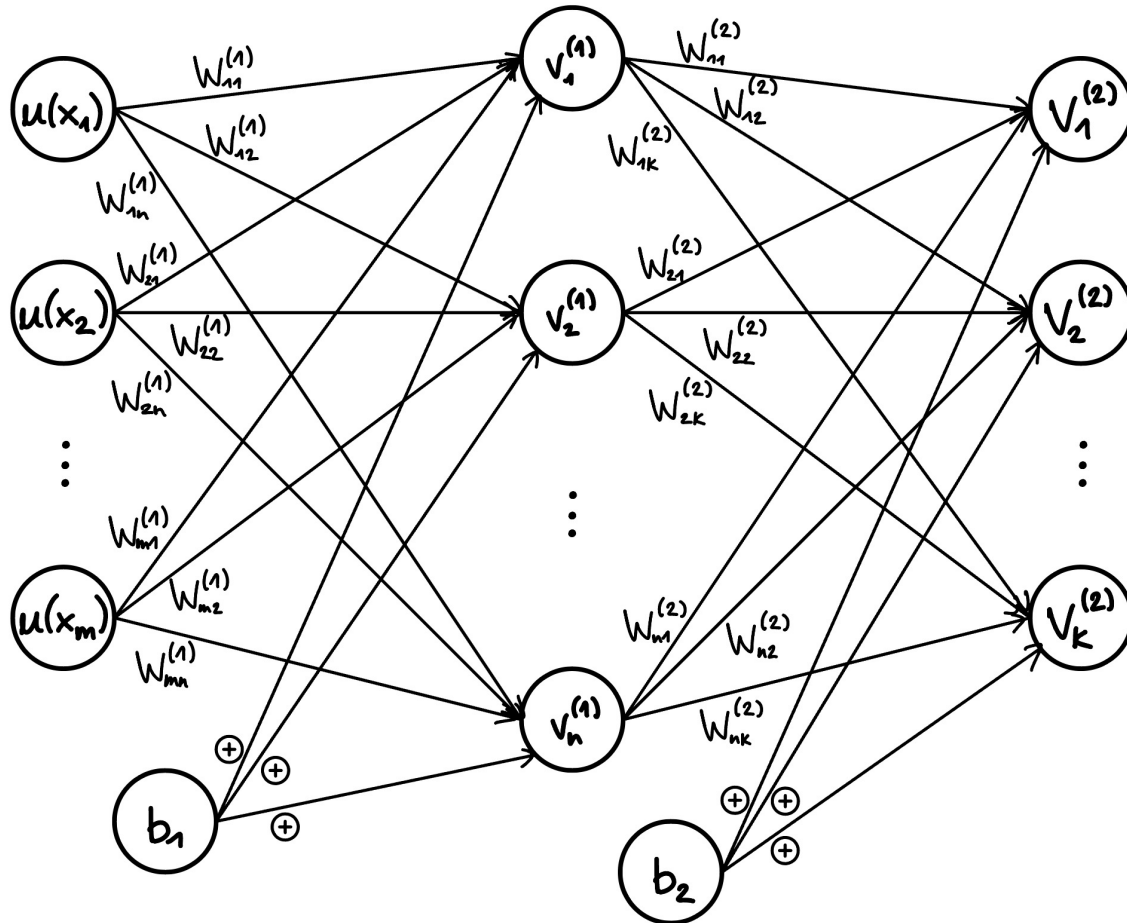 u(x₁)
W₁₁⁽¹⁾
W₁₂⁽¹⁾
W₁ₙ⁽¹⁾
u(x₂)
W₂₁⁽¹⁾
W₂₂⁽¹⁾
W₂ₙ⁽¹⁾
⋮
u(xₘ)
Wₘ₁⁽¹⁾
Wₘ₂⁽¹⁾
Wₘₙ⁽¹⁾
b₁
⊕
⊕
⊕
v₁⁽¹⁾
W₁₁⁽²⁾
W₁₂⁽²⁾
W₁ₖ⁽²⁾
v₂⁽¹⁾
W₂₁⁽²⁾
W₂₂⁽²⁾
W₂ₖ⁽²⁾
⋮
vₙ⁽¹⁾
Wₙ₁⁽²⁾
Wₙ₂⁽²⁾
Wₙₖ⁽²⁾
b₂
⊕
⊕
⊕
V₁⁽²⁾
V₂⁽²⁾
⋮
Vₖ⁽²⁾